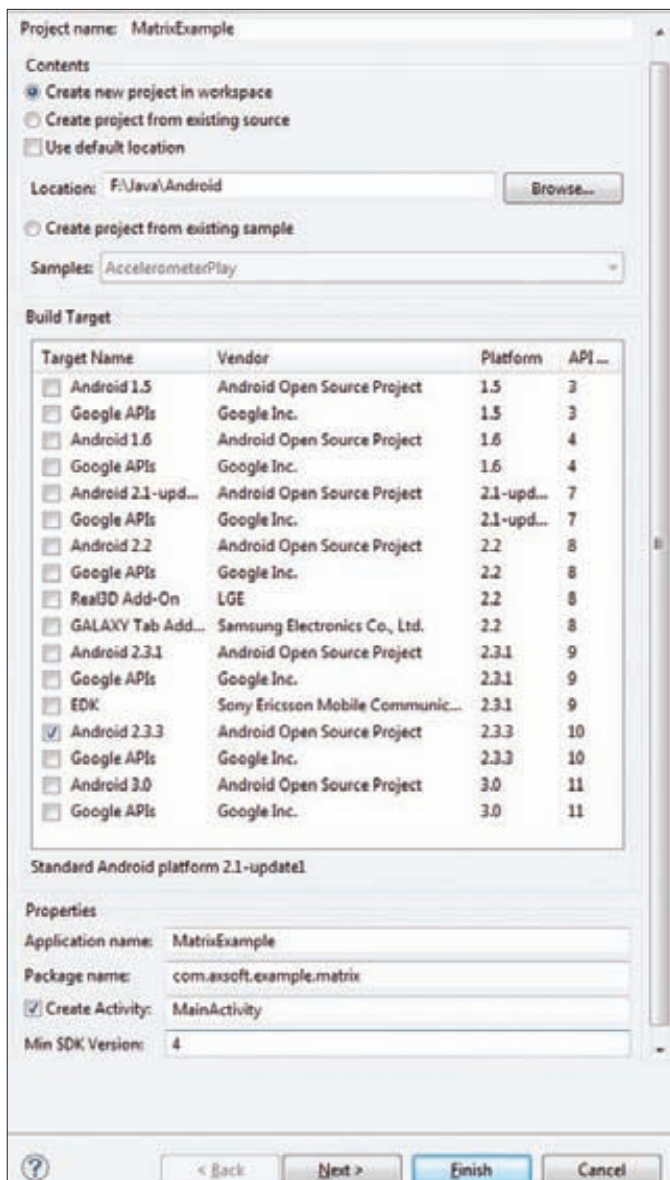 Project name: MatrixExample
Contents
Create new project in workspace
Create project from existing source
Use default location
Location: F:\Java\Android Browse...
Create project from existing sample
Samples: AccelerometerPlay
Build Target
Target Name Vendor Platform API ...
Android 1.5 Android Open Source Project 1.5 3
Google APIs Google Inc. 1.5 3
Android 1.6 Android Open Source Project 1.6 4
Google APIs Google Inc. 1.6 4
Android 2.1-upd... Android Open Source Project 2.1-upd... 7
Google APIs Google Inc. 2.1-upd... 7
Android 2.2 Android Open Source Project 2.2 8
Google APIs Google Inc. 2.2 8
Real3D Add-On LGE 2.2 8
GALAXY Tab Add... Samsung Electronics Co., Ltd. 2.2 8
Android 2.3.1 Android Open Source Project 2.3.1 9
Google APIs Google Inc. 2.3.1 9
EDK Sony Ericsson Mobile Communic... 2.3.1 9
Android 2.3.3 Android Open Source Project 2.3.3 10
Google APIs Google Inc. 2.3.3 10
Android 3.0 Android Open Source Project 3.0 11
Google APIs Google Inc. 3.0 11
Standard Android platform 2.1-update1
Properties
Application name: MatrixExample
Package name: com.axsoft.example.matrix
Create Activity: MainActivity
Min SDK Version: 4
? < Back Next > Finish Cancel